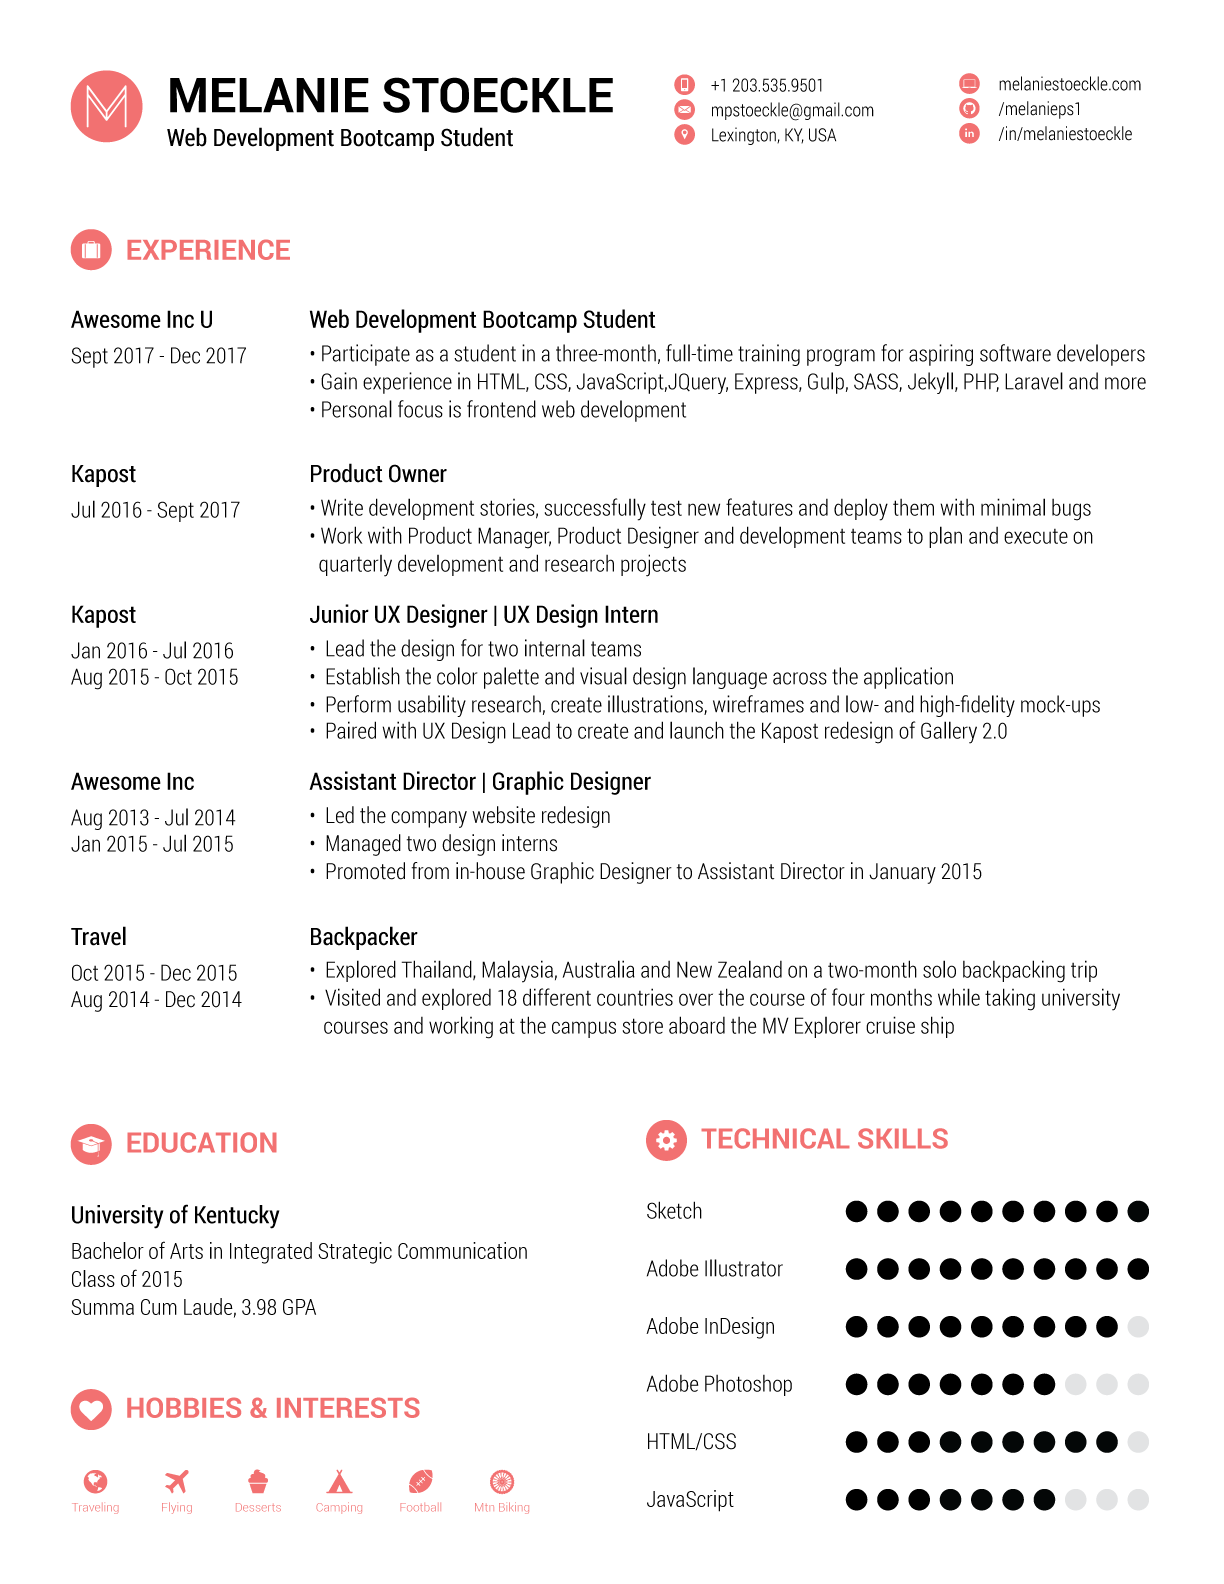 M
MELANIE STOECKLE
Web Development Bootcamp Student
+1 203.535.9501
mpstoeckle@gmail.com
Lexington, KY, USA
melaniestoeckle.com
/melanieps1
in
/in/melaniestoeckle
EXPERIENCE
Awesome Inc U
Sept 2017 - Dec 2017
Web Development Bootcamp Student
• Participate as a student in a three-month, full-time training program for aspiring software developers
• Gain experience in HTML, CSS, JavaScript,JQuery, Express, Gulp, SASS, Jekyll, PHP, Laravel and more
• Personal focus is frontend web development
Kapost
Jul 2016 - Sept 2017
Product Owner
• Write development stories, successfully test new features and deploy them with minimal bugs
• Work with Product Manager, Product Designer and development teams to plan and execute on
quarterly development and research projects
Kapost
Jan 2016 - Jul 2016
Aug 2015 - Oct 2015
Junior UX Designer | UX Design Intern
• Lead the design for two internal teams
• Establish the color palette and visual design language across the application
• Perform usability research, create illustrations, wireframes and low- and high-fidelity mock-ups
• Paired with UX Design Lead to create and launch the Kapost redesign of Gallery 2.0
Awesome Inc
Aug 2013 - Jul 2014
Jan 2015 - Jul 2015
Assistant Director | Graphic Designer
• Led the company website redesign
• Managed two design interns
• Promoted from in-house Graphic Designer to Assistant Director in January 2015
Travel
Oct 2015 - Dec 2015
Aug 2014 - Dec 2014
Backpacker
• Explored Thailand, Malaysia, Australia and New Zealand on a two-month solo backpacking trip
• Visited and explored 18 different countries over the course of four months while taking university
courses and working at the campus store aboard the MV Explorer cruise ship
EDUCATION
University of Kentucky
Bachelor of Arts in Integrated Strategic Communication
Class of 2015
Summa Cum Laude, 3.98 GPA
HOBBIES & INTERESTS
Traveling
Flying
Desserts
Camping
Football
Mtn Biking
TECHNICAL SKILLS
Sketch
Adobe Illustrator
Adobe InDesign
Adobe Photoshop
HTML/CSS
JavaScript